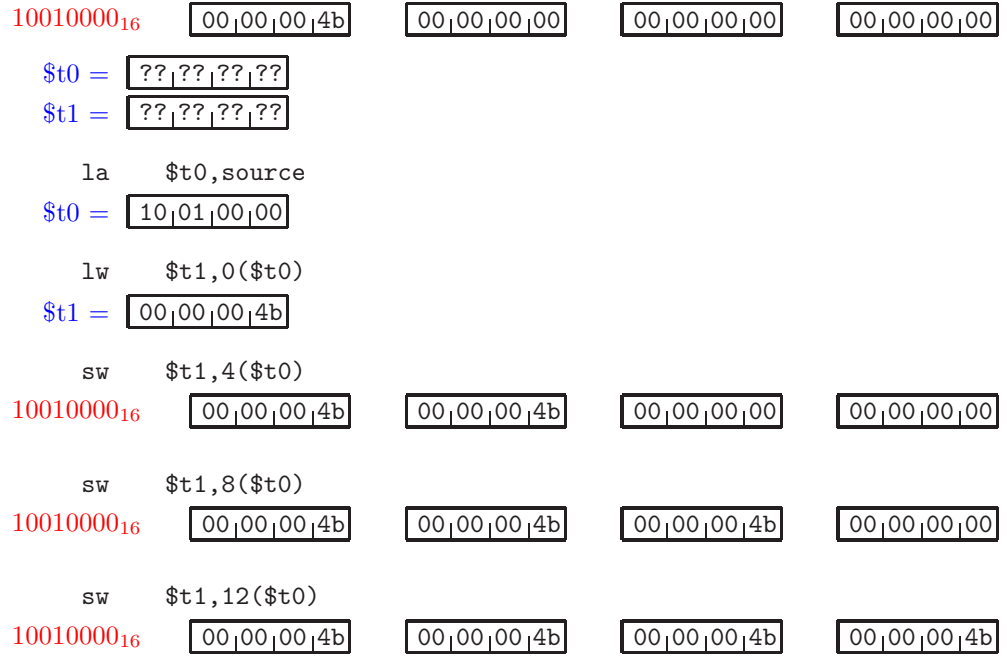 10010000₁₆ 00 00 00 4b 00 00 00 00 00 00 00 00 00 00 00 00
$t0 = ?? ?? ?? ??
$t1 = ?? ?? ?? ??
la $t0,source
$t0 = 10 01 00 00
lw $t1,0($t0)
$t1 = 00 00 00 4b
sw $t1,4($t0)
10010000₁₆ 00 00 00 4b 00 00 00 4b 00 00 00 00 00 00 00 00
sw $t1,8($t0)
10010000₁₆ 00 00 00 4b 00 00 00 4b 00 00 00 4b 00 00 00 00
sw $t1,12($t0)
10010000₁₆ 00 00 00 4b 00 00 00 4b 00 00 00 4b 00 00 00 4b